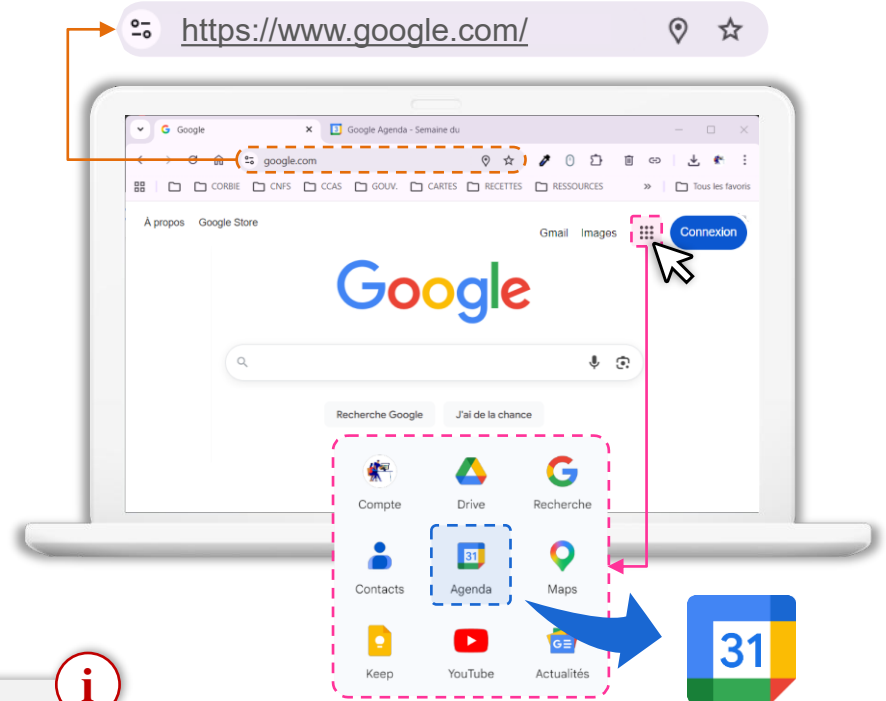 https://www.google.com/
Google
Google Agenda - Semaine du
google.com
CORBIE CNFS CCAS GOUV. CARTES RECETTES RESSOURCES » Tous les favoris
À propos Google Store
Gmail Images Connexion
Google
Recherche Google J'ai de la chance
Compte Drive Recherche
31
Contacts Agenda Maps
GE
Keep YouTube Actualités
31
i